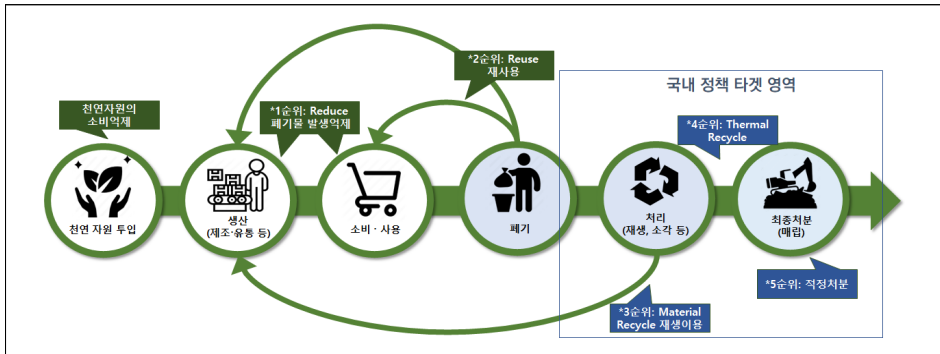 *2순위: Reuse
재사용
국내 정책 타겟 영역
천연자원의
소비억제
*1순위: Reduce
폐기물 발생억제
*4순위: Thermal
Recycle
천연 자원 투입
생산
(제조·유통 등)
소비 · 사용
폐기
처리
(재생, 소각 등)
최종처분
(매립)
*5순위: 적정처분
*3순위: Material
Recycle 재생이용